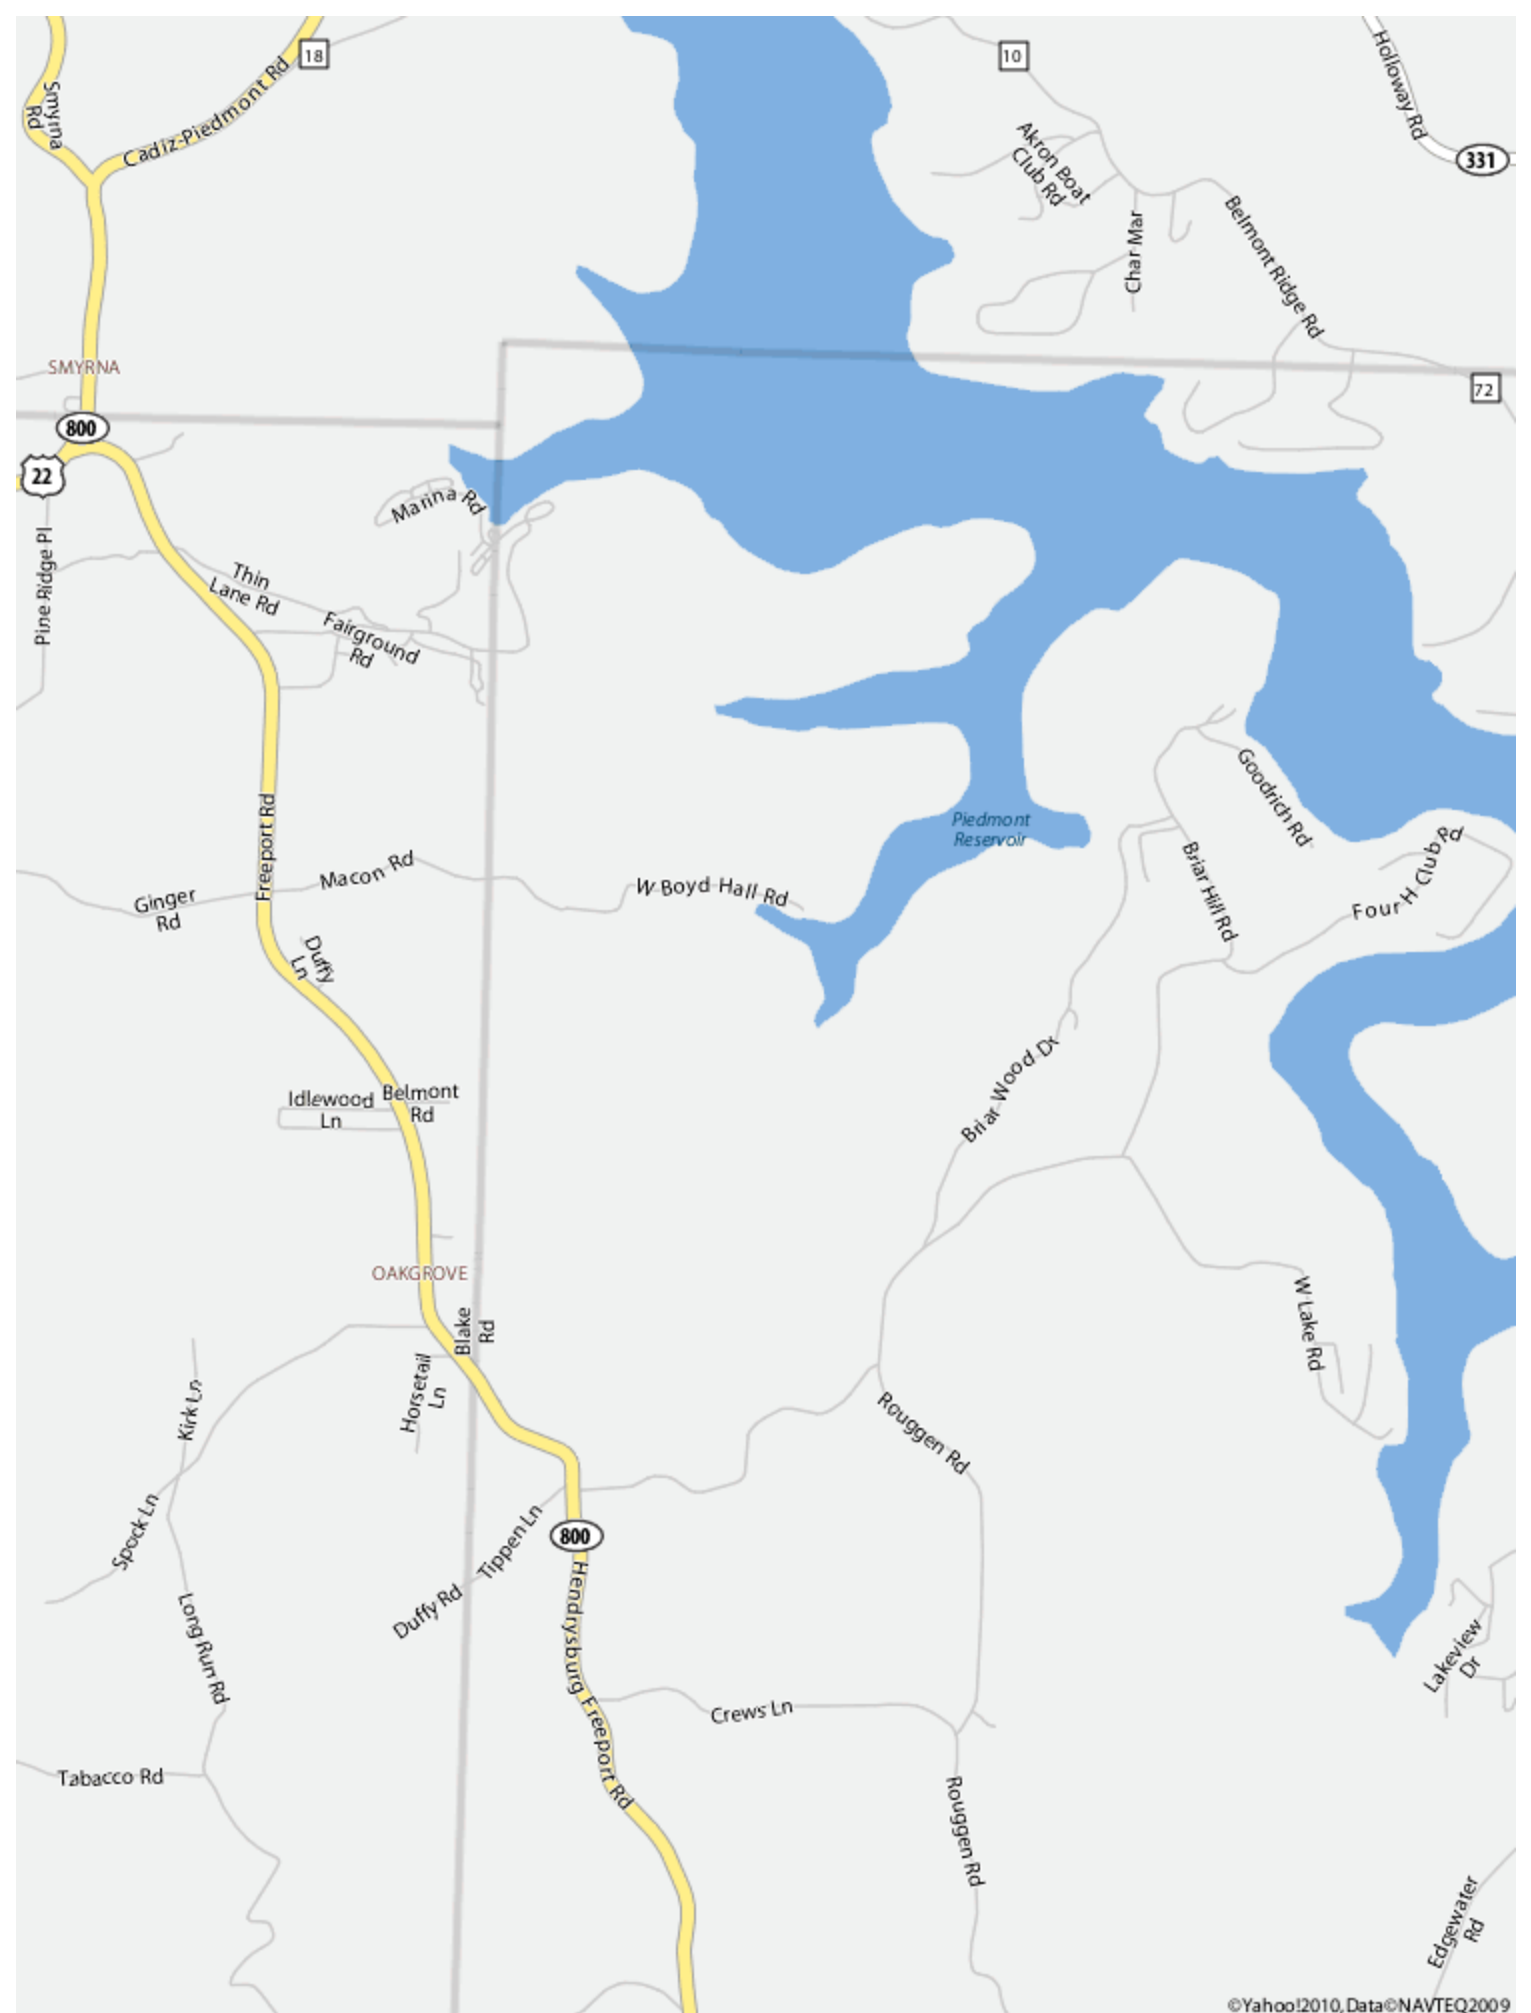 18
10
Holloway Rd
Smyrna
Rd
Cadiz-Piedmont Rd
Akron Boat
Club Rd
331
Char Mar
Belmont Ridge Rd
SMYRNA
72
800
22
Marina Rd
Pine Ridge Pl
Thin
Lane Rd
Fairground
Rd
Goodrich Rd
Piedmont
Reservoir
Freeport Rd
Macon Rd
Ginger
Rd
W Boyd Hall Rd
Briar Hill Rd
Four H Club Rd
Duffy
Ln
Briar Wood Dr
Idlewood
Ln
Belmont
Rd
OAKGROVE
Blake
Rd
W Lake Rd
Horsetail
Ln
Kirk Ln
Rouggen Rd
Spock Ln
Tippen Ln
800
Duffy Rd
Long Run Rd
Hendrysburg Freeport Rd
Lakeview
Dr
Crews Ln
Tabacco Rd
Rouggen Rd
Edgewater
Rd
©Yahoo!2010, Data©NAVTEQ2009